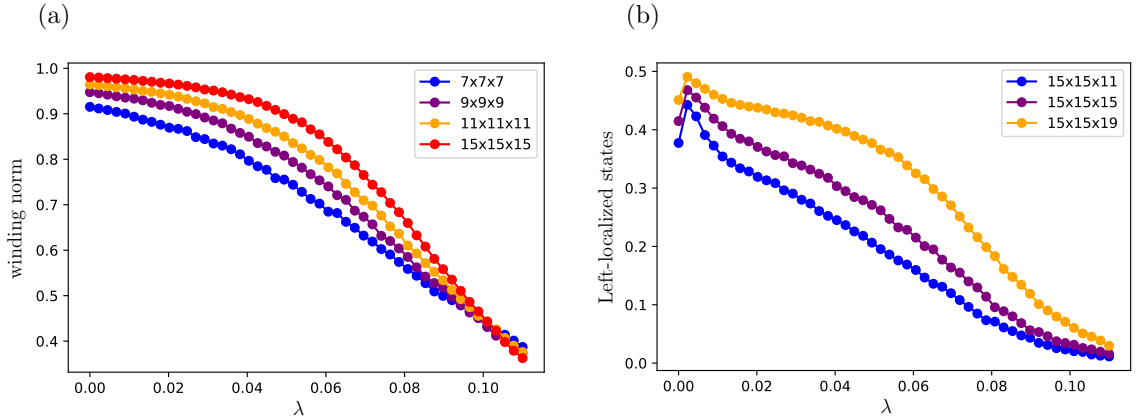 (a)
winding norm
1.0
0.9
0.8
0.7
0.6
0.5
0.4
0.00
0.02
0.04
0.06
0.08
0.10
λ
7x7x7
9x9x9
11x11x11
15x15x15
(b)
Left-localized states
0.5
0.4
0.3
0.2
0.1
0.0
0.00
0.02
0.04
0.06
0.08
0.10
λ
15x15x11
15x15x15
15x15x19